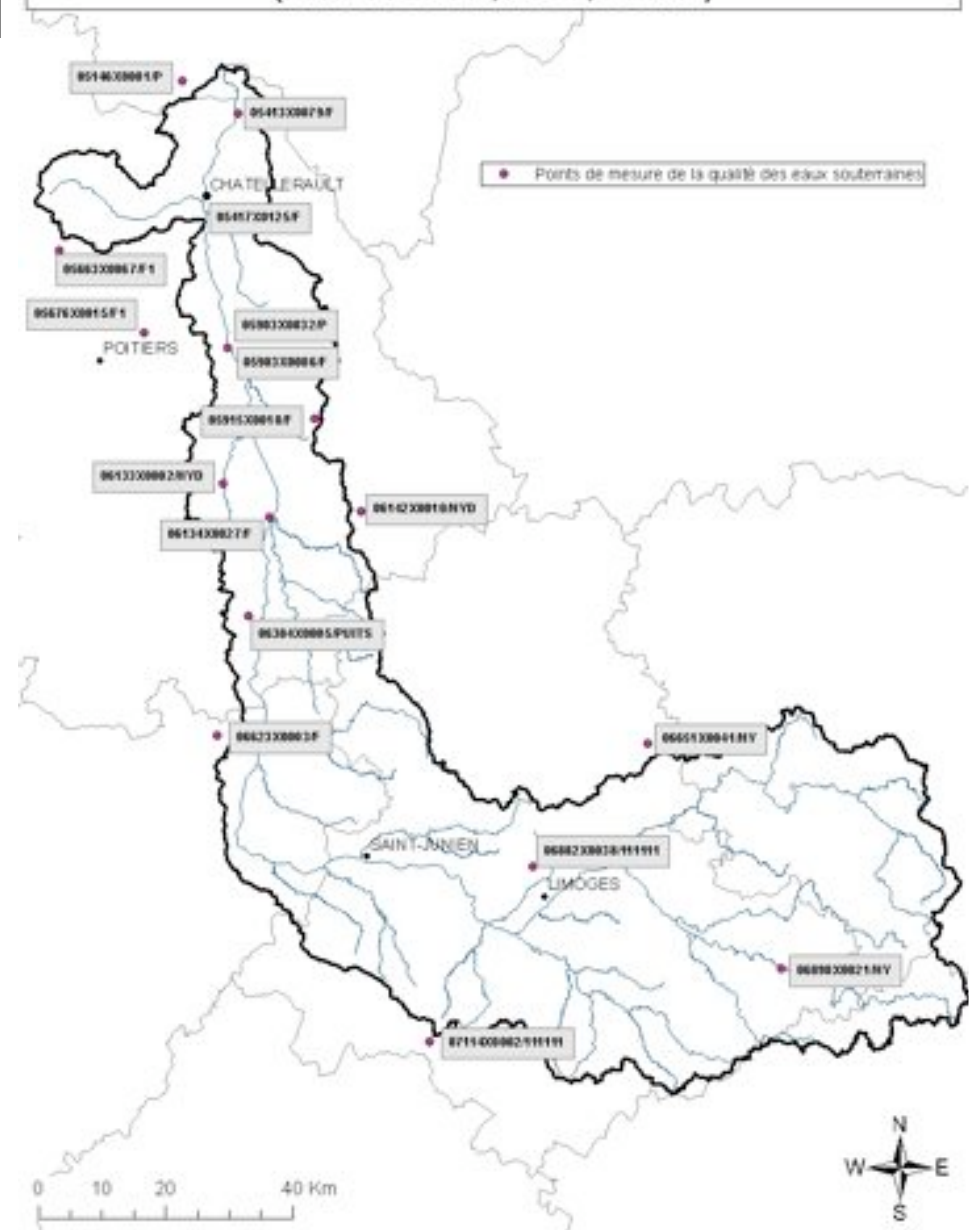 05146X0001/P
05413X0079/F
Points de mesure de la qualité des eaux souterraines
CHATELLERAULT
05417X0125/F
05663X0067/F1
05676X0015/F1
POITIERS
05903X0032/P
05903X0006/F
05915X0018/F
06133X0002/HYD
06142X0010/HYD
06134X0027/F
06384X0005/PUITS
06623X0003/F
06651X0041/HY
SAINT-JUNIEN
06882X0038/111111
LIMOGES
06898X0021/HY
07114X0002/111111
N
W
E
S
0 10 20 40 Km